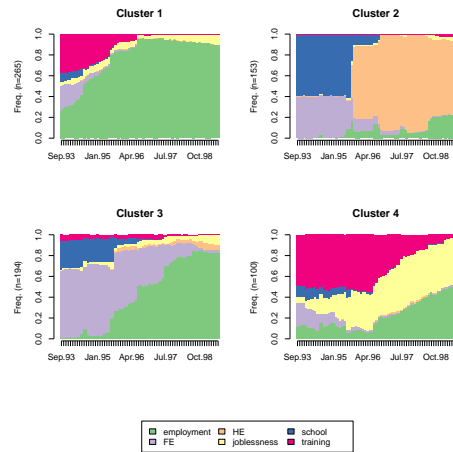 Cluster 1
Freq. (n=265)
0.0 0.2 0.4 0.6 0.8 1.0
Sep.93 Jan.95 Apr.96 Jul.97 Oct.98
Cluster 2
Freq. (n=153)
0.0 0.2 0.4 0.6 0.8 1.0
Sep.93 Jan.95 Apr.96 Jul.97 Oct.98
Cluster 3
Freq. (n=194)
0.0 0.2 0.4 0.6 0.8 1.0
Sep.93 Jan.95 Apr.96 Jul.97 Oct.98
Cluster 4
Freq. (n=100)
0.0 0.2 0.4 0.6 0.8 1.0
Sep.93 Jan.95 Apr.96 Jul.97 Oct.98
employment HE school
FE joblessness training